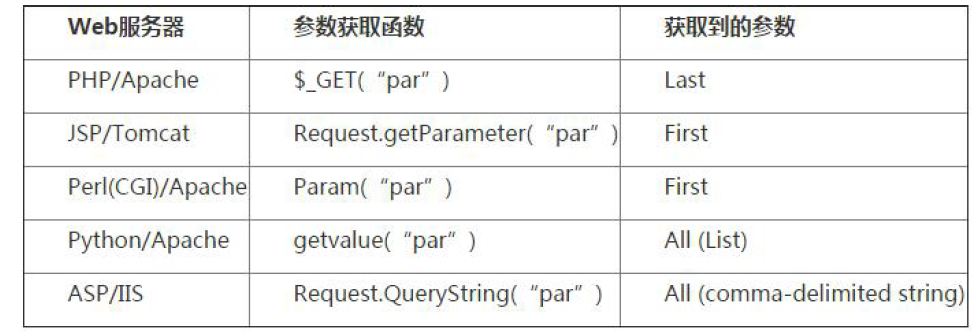 Web服务器 参数获取函数 获取到的参数
PHP/Apache $_GET(“par”) Last
JSP/Tomcat Request.getParameter(“par”) First
Perl(CGI)/Apache Param(“par”) First
Python/Apache getvalue(“par”) All (List)
ASP/IIS Request.QueryString(“par”) All (comma-delimited string)